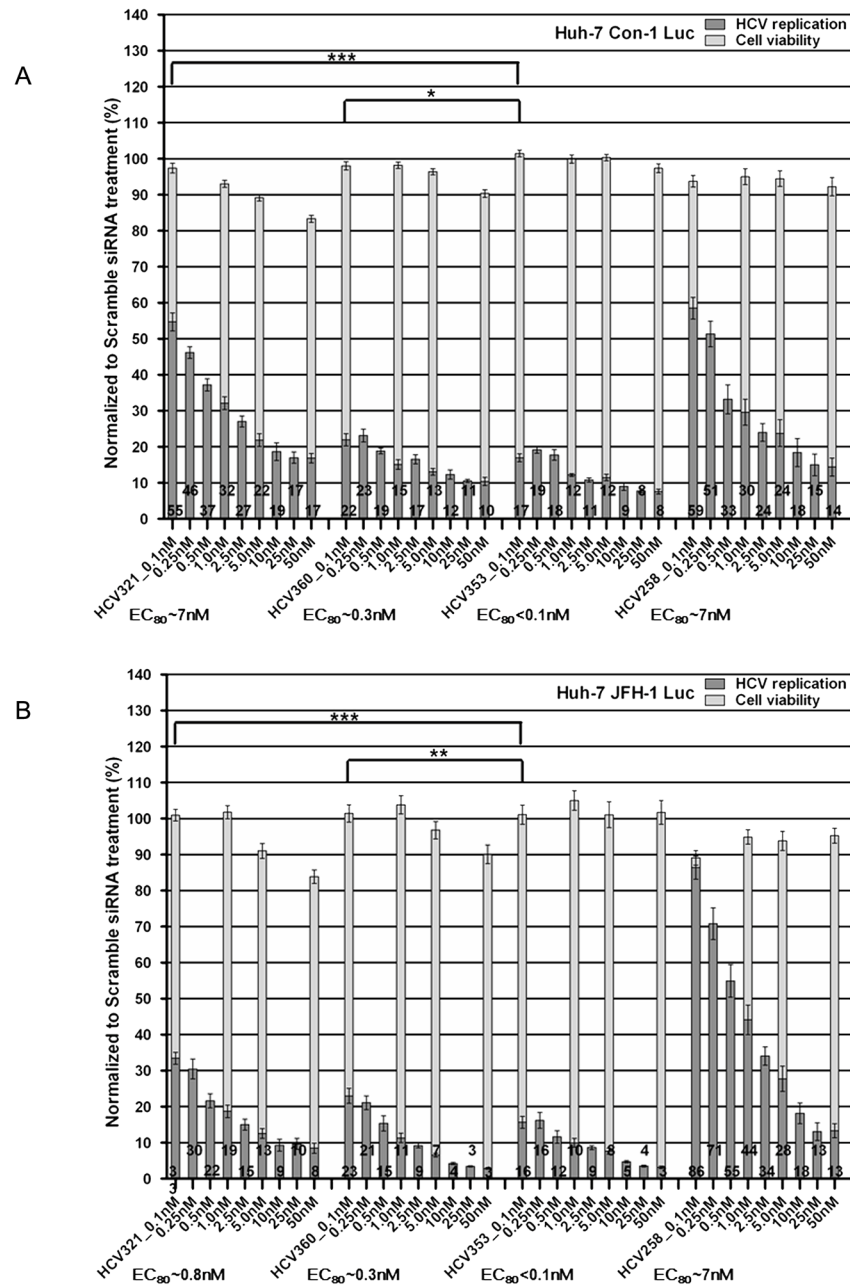 A
Huh-7 Con-1 Luc
HCV replication
Cell viability
Normalized to Scramble siRNA treatment (%)
140
130
120
110
100
90
80
70
60
50
40
30
20
10
0
***
*
46 32 22 17 23 15 13 11 19 12 12 8 51 30 24 15
55 37 27 19 17 22 19 17 12 10 17 18 11 9 8 59 33 24 18 14
HCV321_0.1nM 0.25nM 0.5nM 1.0nM 2.5nM 5.0nM 10nM 25nM 50nM
HCV360_0.1nM 0.25nM 0.5nM 1.0nM 2.5nM 5.0nM 10nM 25nM 50nM
HCV353_0.1nM 0.25nM 0.5nM 1.0nM 2.5nM 5.0nM 10nM 25nM 50nM
HCV258_0.1nM 0.25nM 0.5nM 1.0nM 2.5nM 5.0nM 10nM 25nM 50nM
EC80~7nM EC80~0.3nM EC80<0.1nM EC80~7nM
B
Huh-7 JFH-1 Luc
HCV replication
Cell viability
Normalized to Scramble siRNA treatment (%)
140
130
120
110
100
90
80
70
60
50
40
30
20
10
0
***
**
30 19 13 10 21 11 7 3 16 10 8 4 71 44 28 13
33 22 15 9 8 23 15 9 4 3 16 12 9 5 3 86 55 34 18 13
HCV321_0.1nM 0.25nM 0.5nM 1.0nM 2.5nM 5.0nM 10nM 25nM 50nM
HCV360_0.1nM 0.25nM 0.5nM 1.0nM 2.5nM 5.0nM 10nM 25nM 50nM
HCV353_0.1nM 0.25nM 0.5nM 1.0nM 2.5nM 5.0nM 10nM 25nM 50nM
HCV258_0.1nM 0.25nM 0.5nM 1.0nM 2.5nM 5.0nM 10nM 25nM 50nM
EC80~0.8nM EC80~0.3nM EC80<0.1nM EC80~7nM